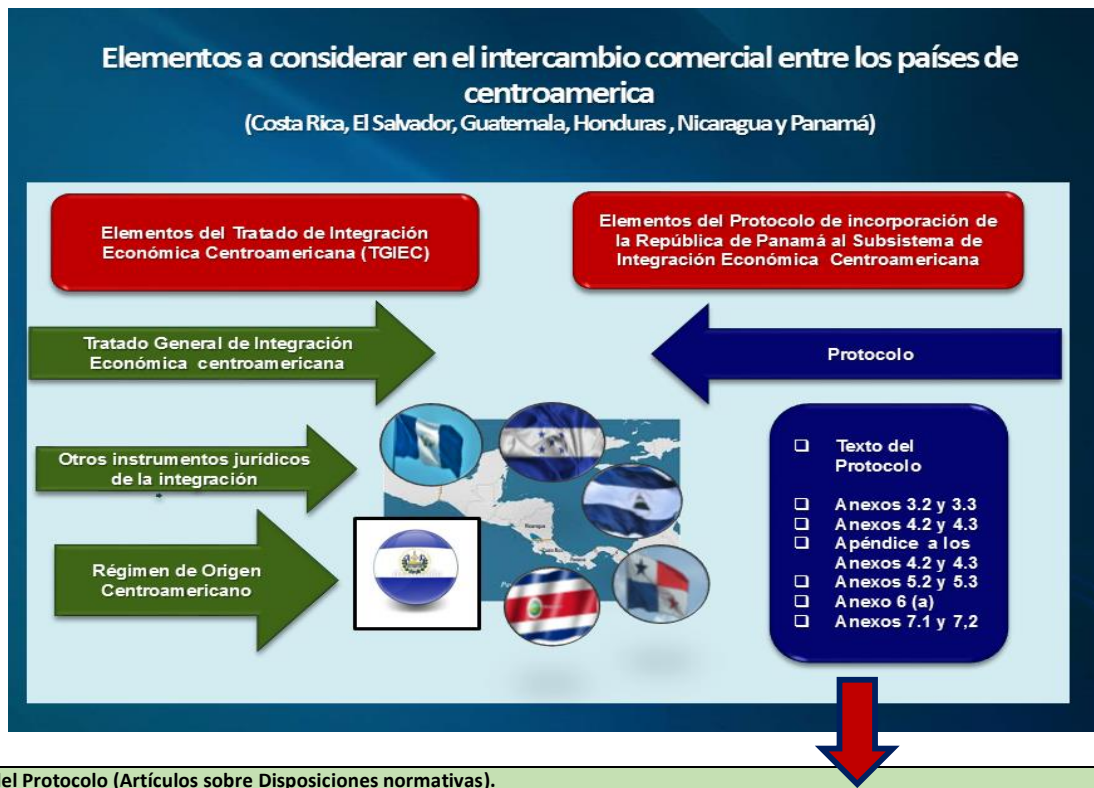 Elementos a considerar en el intercambio comercial entre los países de
centroamerica
(Costa Rica, El Salvador, Guatemala, Honduras , Nicaragua y Panamá)
Elementos del Tratado de Integración
Económica Centroamericana (TGIEC)
Elementos del Protocolo de incorporación de
la República de Panamá al Subsistema de
Integración Económica Centroamericana
Tratado General de Integración
Económica centroamericana
Protocolo
Otros instrumentos jurídicos
de la integración
Régimen de Origen
Centroamericano
Nicaragua
Texto del
Protocolo
Anexos 3.2 y 3.3
Anexos 4.2 y 4.3
Apéndice a los
Anexos 4.2 y 4.3
Anexos 5.2 y 5.3
Anexo 6 (a)
Anexos 7.1 y 7,2
del Protocolo (Artículos sobre Disposiciones normativas).